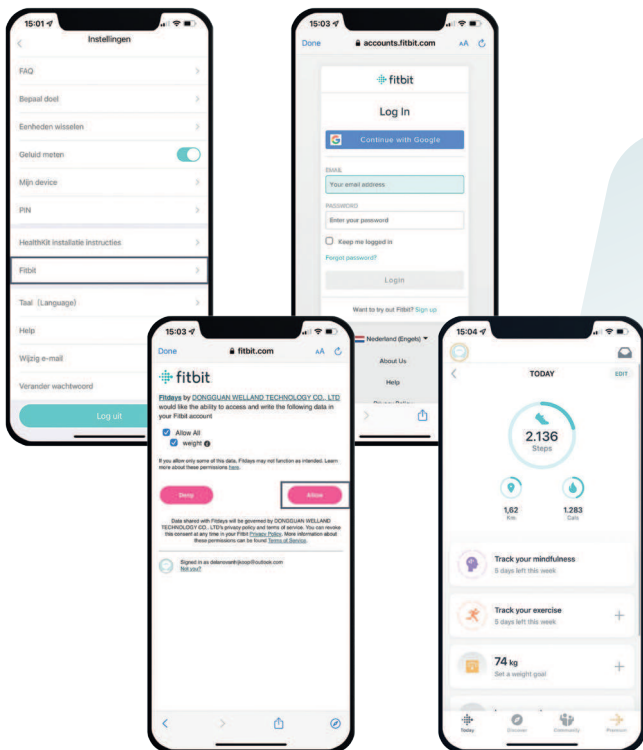 15:01
Instellingen
FAQ
Bepaal doel
Eenheden wisselen
Geluid meten
Mijn device
PIN
HealthKit installatie instructies
Fitbit
Taal (Language)
Help
Wijzig e-mail
Verander wachtwoord
Log uit
15:03
Done
accounts.fitbit.com
AA
fitbit
Log In
Continue with Google
EMAIL
Your email address
PASSWORD
Enter your password
Keep me logged in
Forgot password?
Login
Want to try out Fitbit? Sign up
Nederland (Engels)
About Us
Help
15:03
Done
fitbit.com
AA
fitbit
Fitdays by DONGGUAN WELLAND TECHNOLOGY CO., LTD
would like the ability to access and write the following data in
your Fitbit account
Allow All
weight
If you allow only some of this data, Fitdays may not function as intended. Learn
more about these permissions here.
Deny
Allow
Data shared with Fitdays will be governed by DONGGUAN WELLAND
TECHNOLOGY CO., LTD's privacy policy and terms of service. You can revoke
this consent at any time in your Fitbit Privacy Policy. More information about
these permissions can be found Terms of Service.
Signed in as
Not you?
15:04
TODAY
EDIT
2.136
Steps
1,62
Km
1.283
Cals
Track your mindfulness
5 days left this week
Track your exercise
5 days left this week
74 kg
Set a weight goal
Today
Discover
Community
Premium